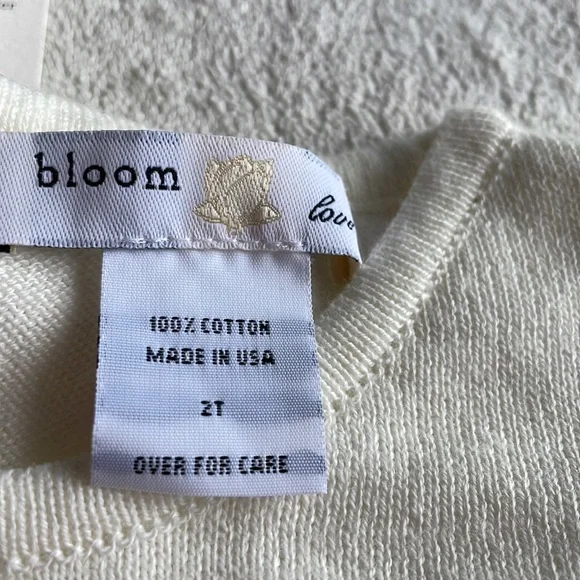 bloom
100% COTTON
MADE IN USA
2T
OVER FOR CARE